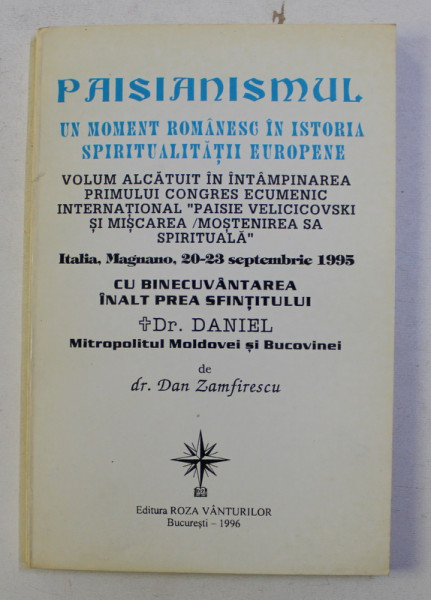 PAISIANISMUL
UN MOMENT ROMÂNESC ÎN ISTORIA
SPIRITUALITĂȚII EUROPENE
VOLUM ALCĂTUIT ÎN ÎNTÂMPINAREA
PRIMULUI CONGRES ECUMENIC
INTERNAȚIONAL "PAISIE VELICICOVSKI
ȘI MIȘCAREA /MOȘTENIREA SA
SPIRITUALĂ"
Italia, Magnano, 20-23 septembrie 1995
CU BINECUVÂNTAREA
ÎNALT PREA SFINȚITULUI
✝Dr. DANIEL
Mitropolitul Moldovei și Bucovinei
de
dr. Dan Zamfirescu
Editura ROZA VÂNTURILOR
București – 1996